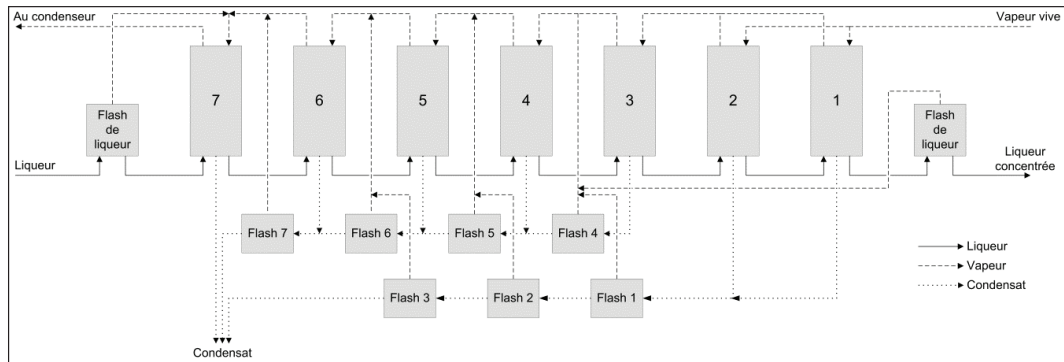 Au condenseur
Vapeur vive
7
6
5
4
3
2
1
Flash
de
liqueur
Flash
de
liqueur
Liqueur
Liqueur
concentrée
Flash 7
Flash 6
Flash 5
Flash 4
Flash 3
Flash 2
Flash 1
Liqueur
Vapeur
Condensat
Condensat